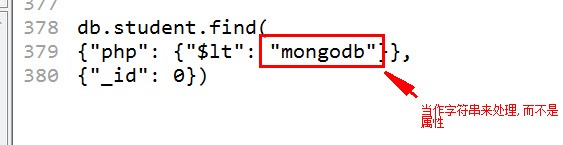 377
378 db.student.find(
379 {"php": {"$lt": "mongodb"}},
380 {"_id": 0})
当作字符串来处理,而不是
属性